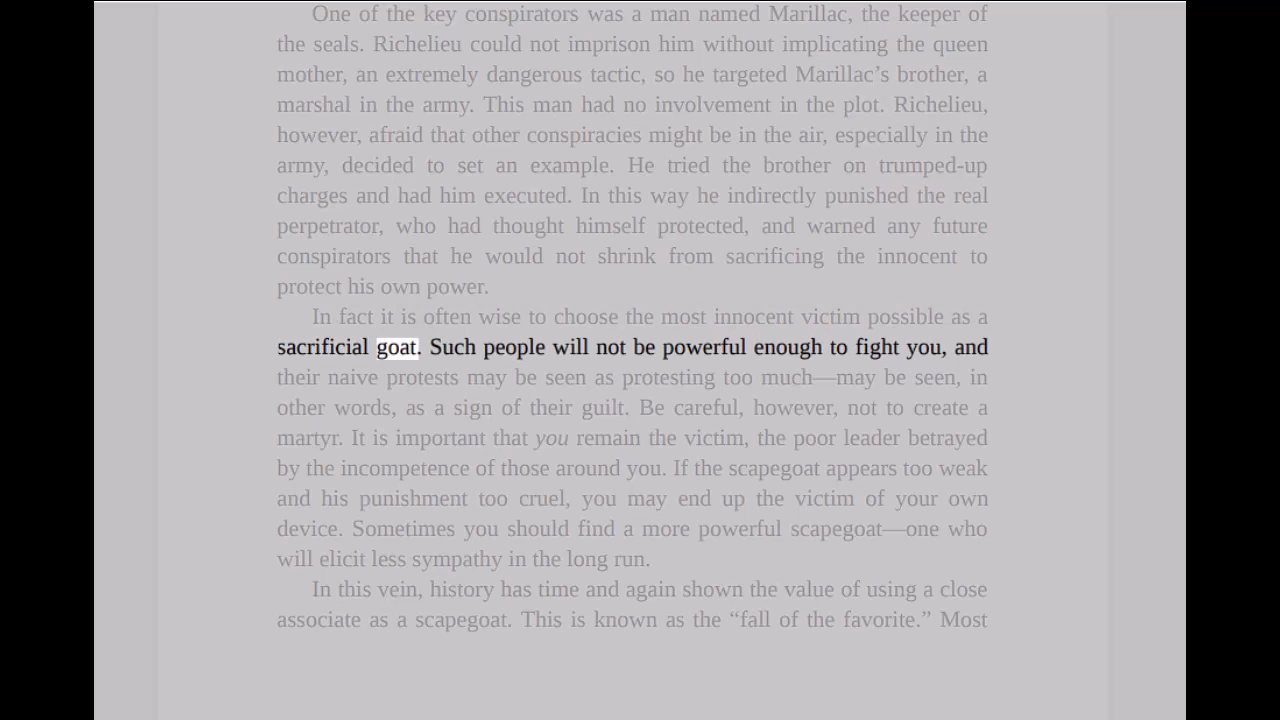 One of the key conspirators was a man named Marillac, the keeper of
the seals. Richelieu could not imprison him without implicating the queen
mother, an extremely dangerous tactic, so he targeted Marillac’s brother, a
marshal in the army. This man had no involvement in the plot. Richelieu,
however, afraid that other conspiracies might be in the air, especially in the
army, decided to set an example. He tried the brother on trumped-up
charges and had him executed. In this way he indirectly punished the real
perpetrator, who had thought himself protected, and warned any future
conspirators that he would not shrink from sacrificing the innocent to
protect his own power.
In fact it is often wise to choose the most innocent victim possible as a
sacrificial goat. Such people will not be powerful enough to fight you, and
their naive protests may be seen as protesting too much—may be seen, in
other words, as a sign of their guilt. Be careful, however, not to create a
martyr. It is important that you remain the victim, the poor leader betrayed
by the incompetence of those around you. If the scapegoat appears too weak
and his punishment too cruel, you may end up the victim of your own
device. Sometimes you should find a more powerful scapegoat—one who
will elicit less sympathy in the long run.
In this vein, history has time and again shown the value of using a close
associate as a scapegoat. This is known as the “fall of the favorite.” Most